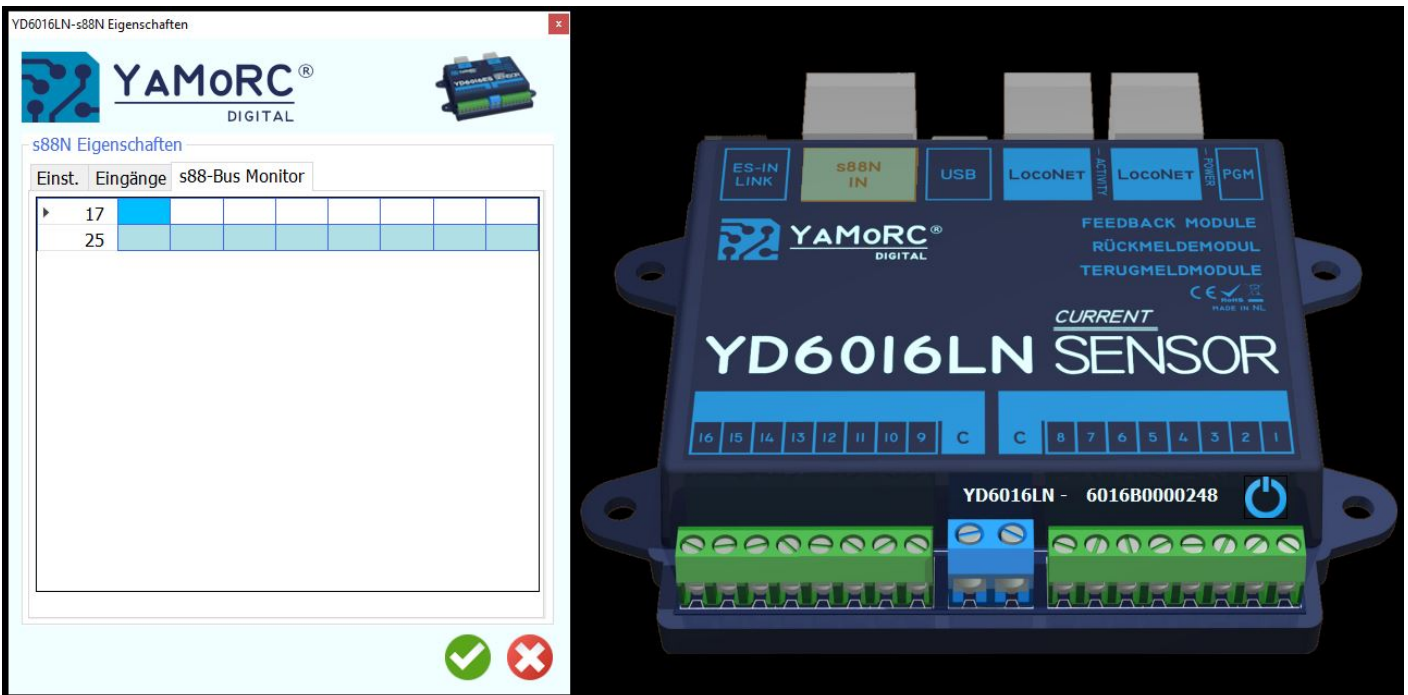 YD6016LN-s88N Eigenschaften
x
YAMORC®
DIGITAL
s88N Eigenschaften
Einst. Eingänge s88-Bus Monitor
17
25
ES-IN LINK
s88N IN
USB
LocoNet
ACTIVITY
LocoNet
POWER
PGM
YAMORC®
DIGITAL
FEEDBACK MODULE
RÜCKMELDEMODUL
TERUGMELDMODULE
CE
RoHS
MADE IN NL
CURRENT
YD6016LN SENSOR
16 15 14 13 12 11 10 9 C C 8 7 6 5 4 3 2 1
YD6016LN - 6016B0000248